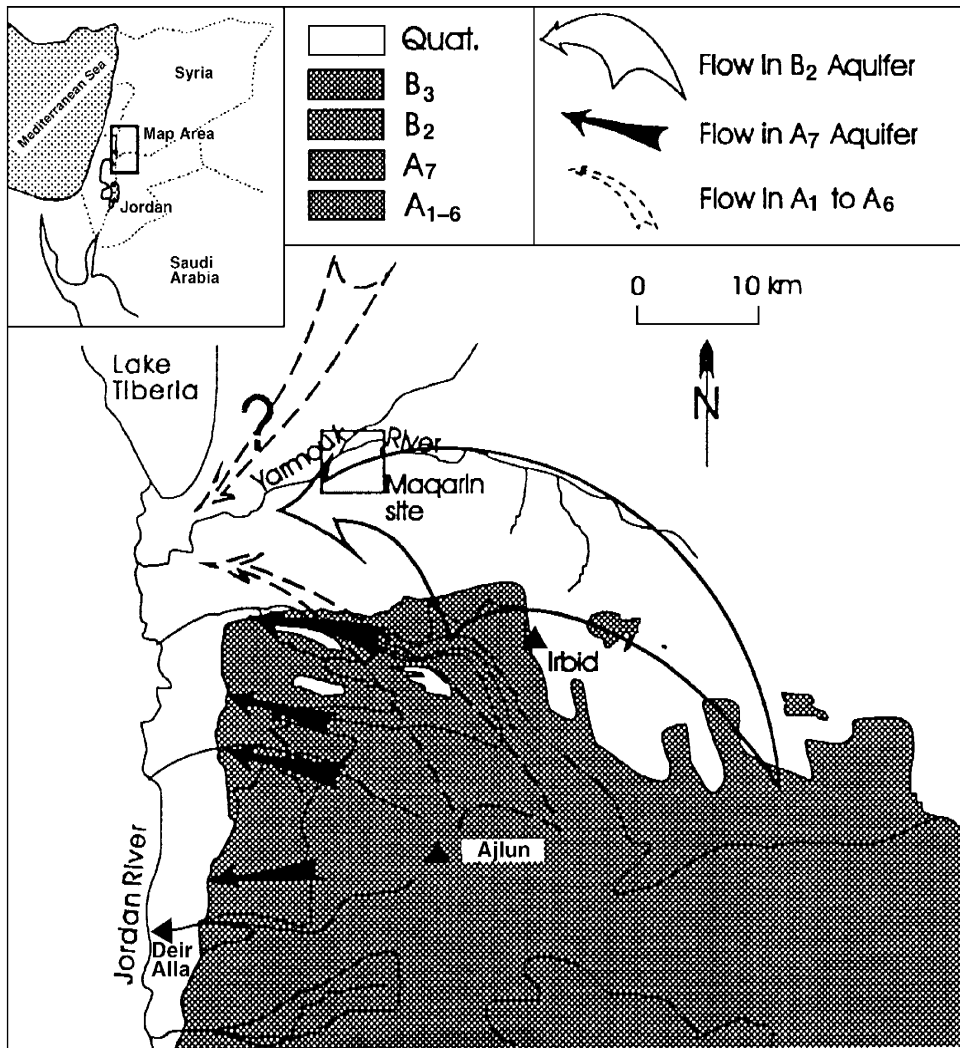 Mediterranean Sea
Syria
Map Area
Jordan
Saudi
Arabia
Quat.
B3
B2
A7
A1–6
Flow in B2 Aquifer
Flow in A7 Aquifer
Flow in A1 to A6
0 10 km
N
Lake
Tiberia
?
Yarmouk River
Maqarin
site
Irbid
Ajlun
Jordan River
Deir
Alla